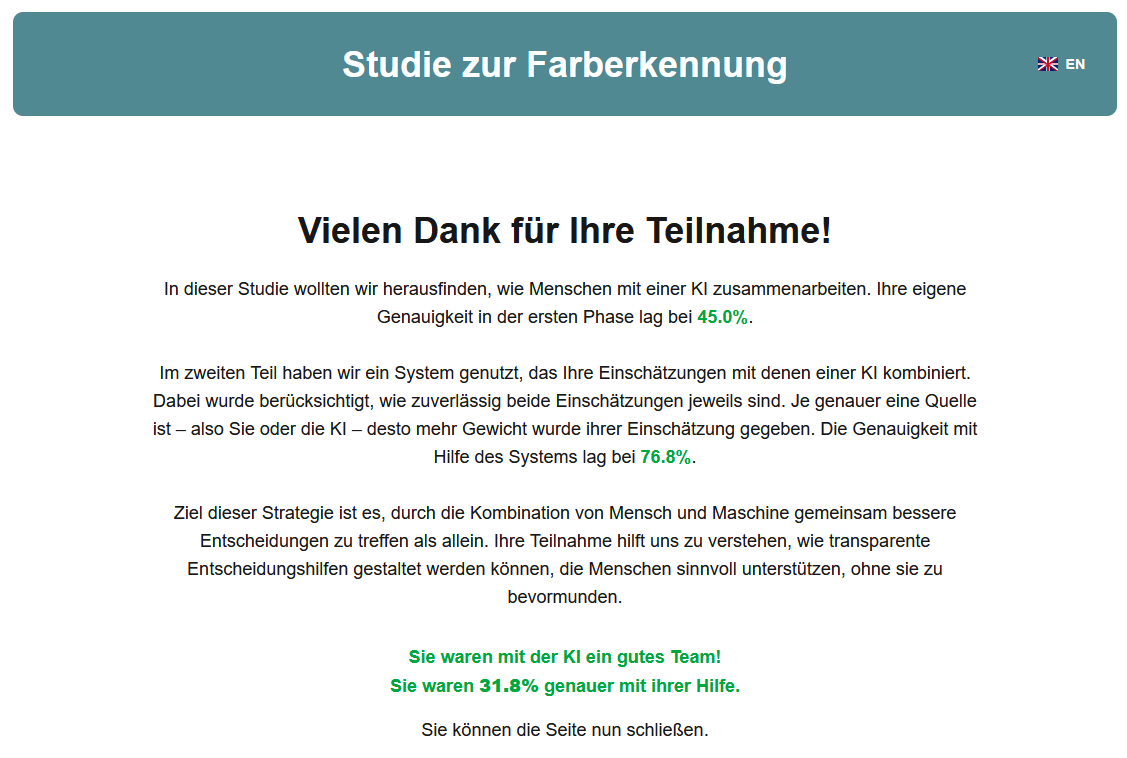 Studie zur Farberkennung
EN
Vielen Dank für Ihre Teilnahme!
In dieser Studie wollten wir herausfinden, wie Menschen mit einer KI zusammenarbeiten. Ihre eigene
Genauigkeit in der ersten Phase lag bei 45.0%.
Im zweiten Teil haben wir ein System genutzt, das Ihre Einschätzungen mit denen einer KI kombiniert.
Dabei wurde berücksichtigt, wie zuverlässig beide Einschätzungen jeweils sind. Je genauer eine Quelle
ist – also Sie oder die KI – desto mehr Gewicht wurde ihrer Einschätzung gegeben. Die Genauigkeit mit
Hilfe des Systems lag bei 76.8%.
Ziel dieser Strategie ist es, durch die Kombination von Mensch und Maschine gemeinsam bessere
Entscheidungen zu treffen als allein. Ihre Teilnahme hilft uns zu verstehen, wie transparente
Entscheidungshilfen gestaltet werden können, die Menschen sinnvoll unterstützen, ohne sie zu
bevormunden.
Sie waren mit der KI ein gutes Team!
Sie waren 31.8% genauer mit ihrer Hilfe.
Sie können die Seite nun schließen.